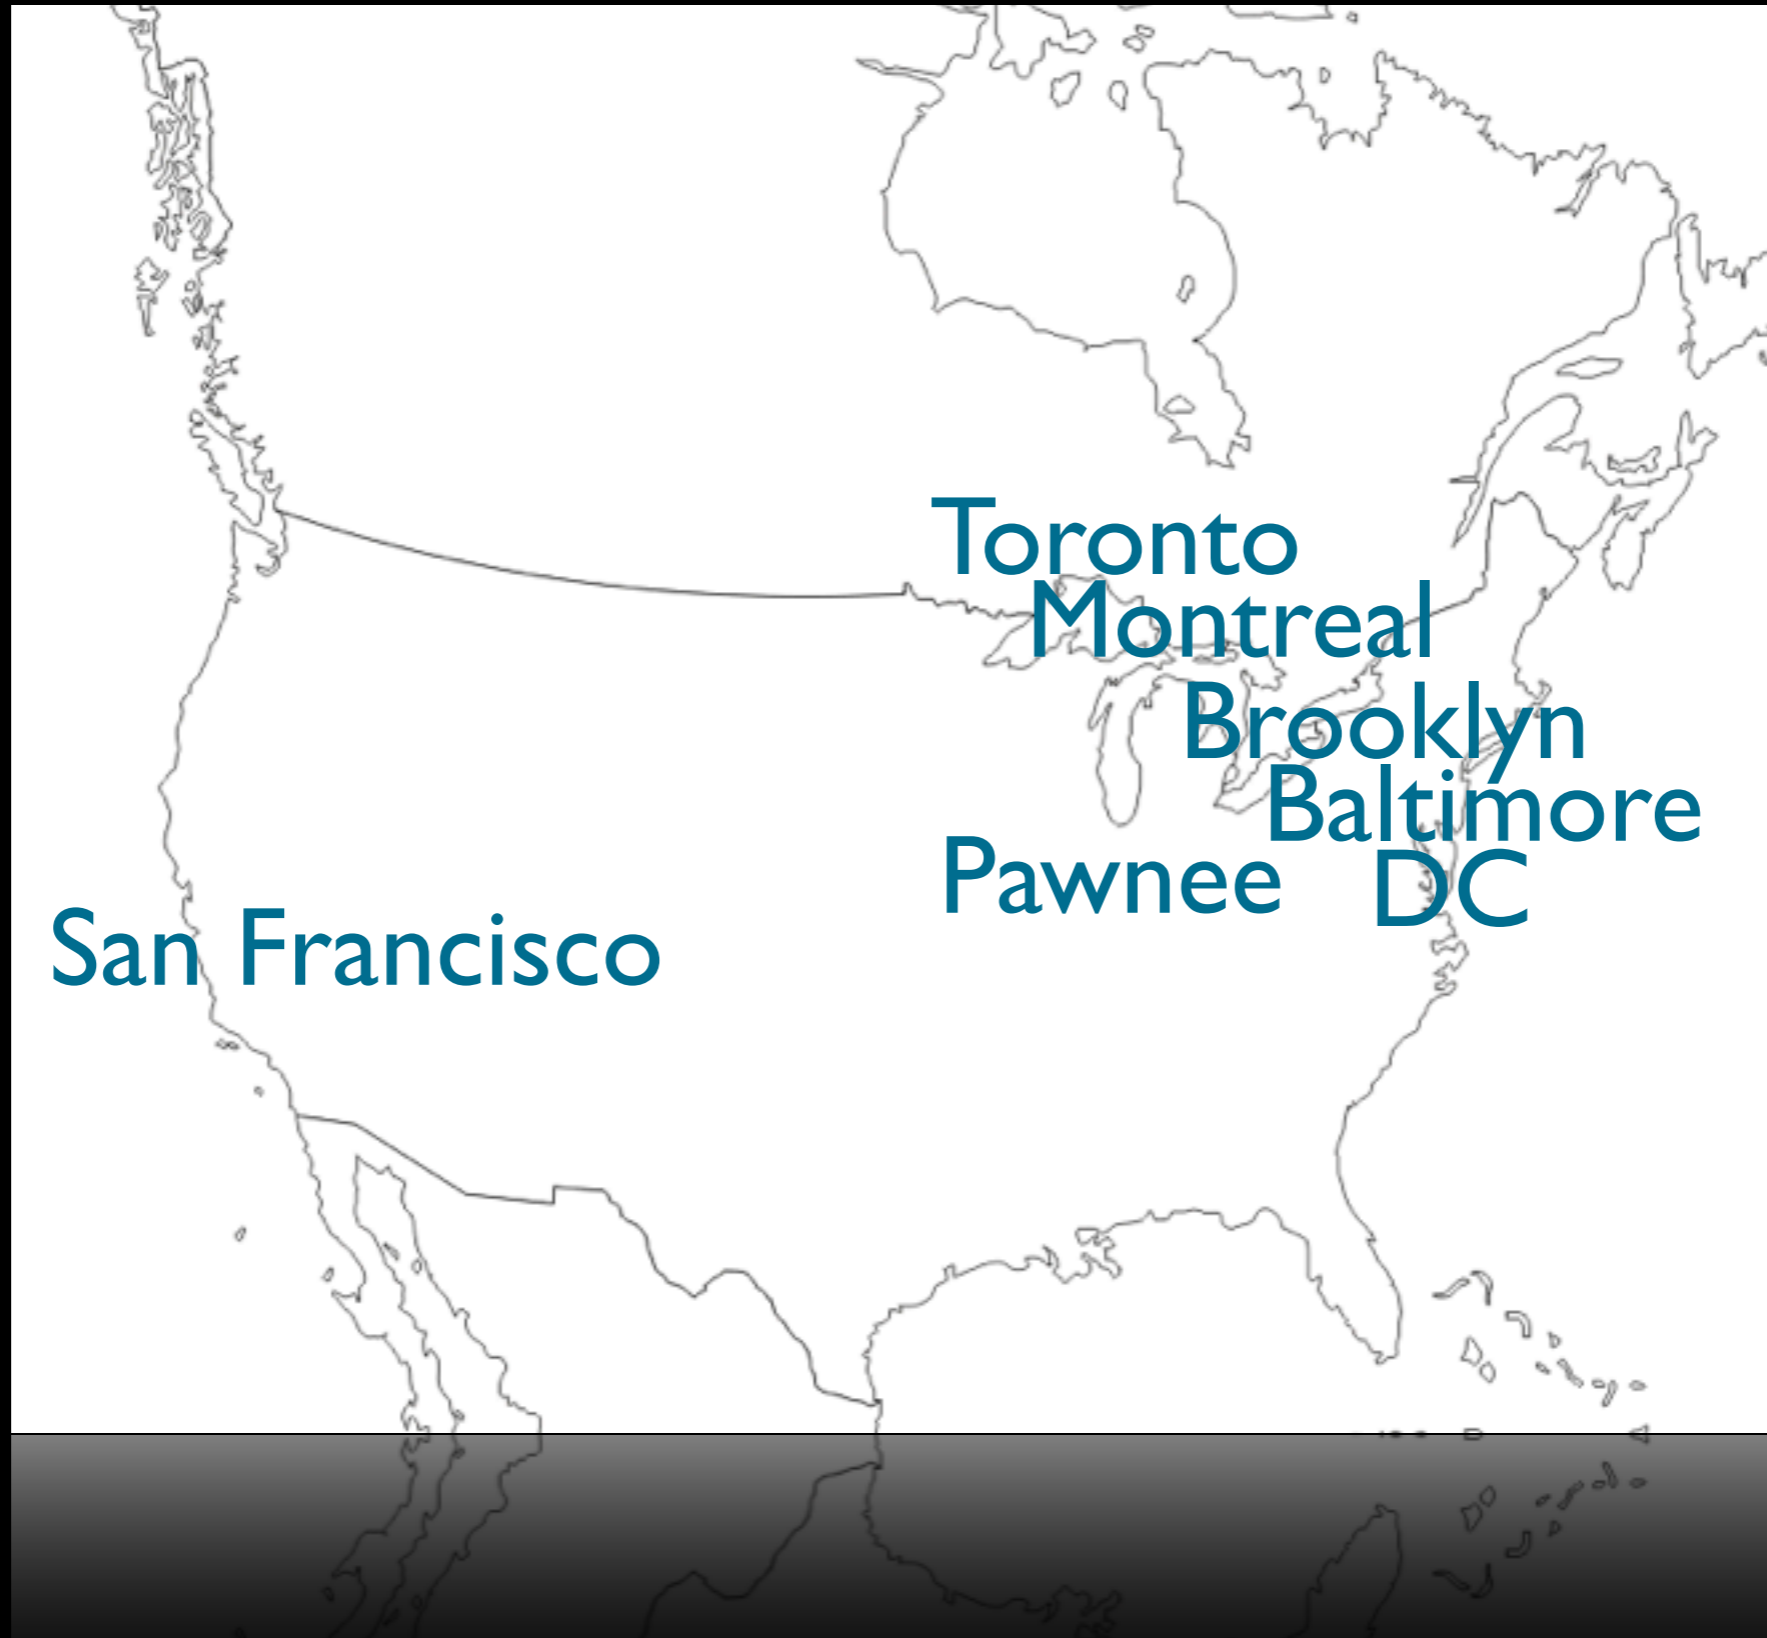 Toronto
Montreal
Brooklyn
Baltimore
Pawnee
DC
San Francisco